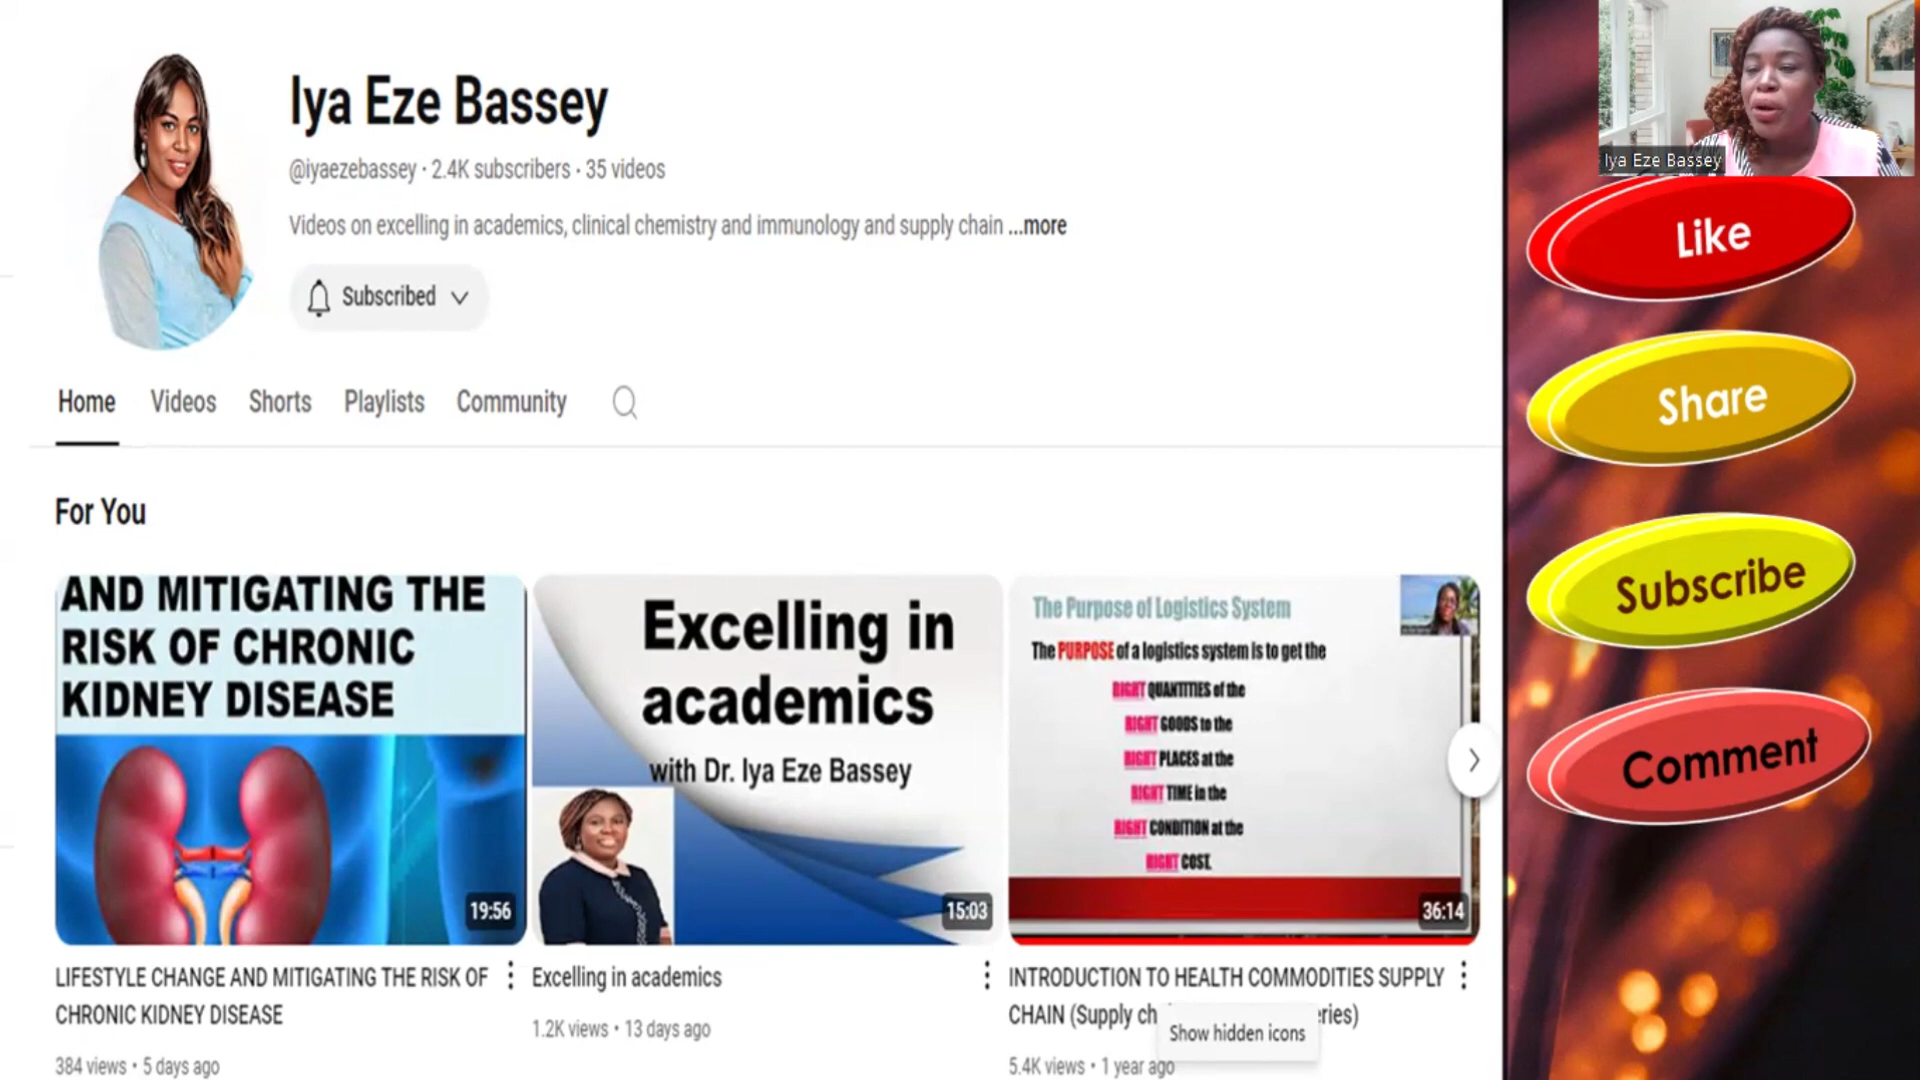 Iya Eze Bassey
@iyaezebassey · 2.4K subscribers · 35 videos
Videos on excelling in academics, clinical chemistry and immunology and supply chain ...more
Subscribed
Home Videos Shorts Playlists Community
For You
AND MITIGATING THE
RISK OF CHRONIC
KIDNEY DISEASE
19:56
LIFESTYLE CHANGE AND MITIGATING THE RISK OF
CHRONIC KIDNEY DISEASE
384 views • 5 days ago
Excelling in
academics
with Dr. Iya Eze Bassey
15:03
Excelling in academics
1.2K views • 13 days ago
The Purpose of Logistics System
The PURPOSE of a logistics system is to get the
RIGHT QUANTITIES of the
RIGHT GOODS to the
RIGHT PLACES at the
RIGHT TIME in the
RIGHT CONDITION at the
RIGHT COST.
36:14
INTRODUCTION TO HEALTH COMMODITIES SUPPLY
CHAIN (Supply ch eries)
Show hidden icons
5.4K views • 1 year ago
Iya Eze Bassey
Like
Share
Subscribe
Comment